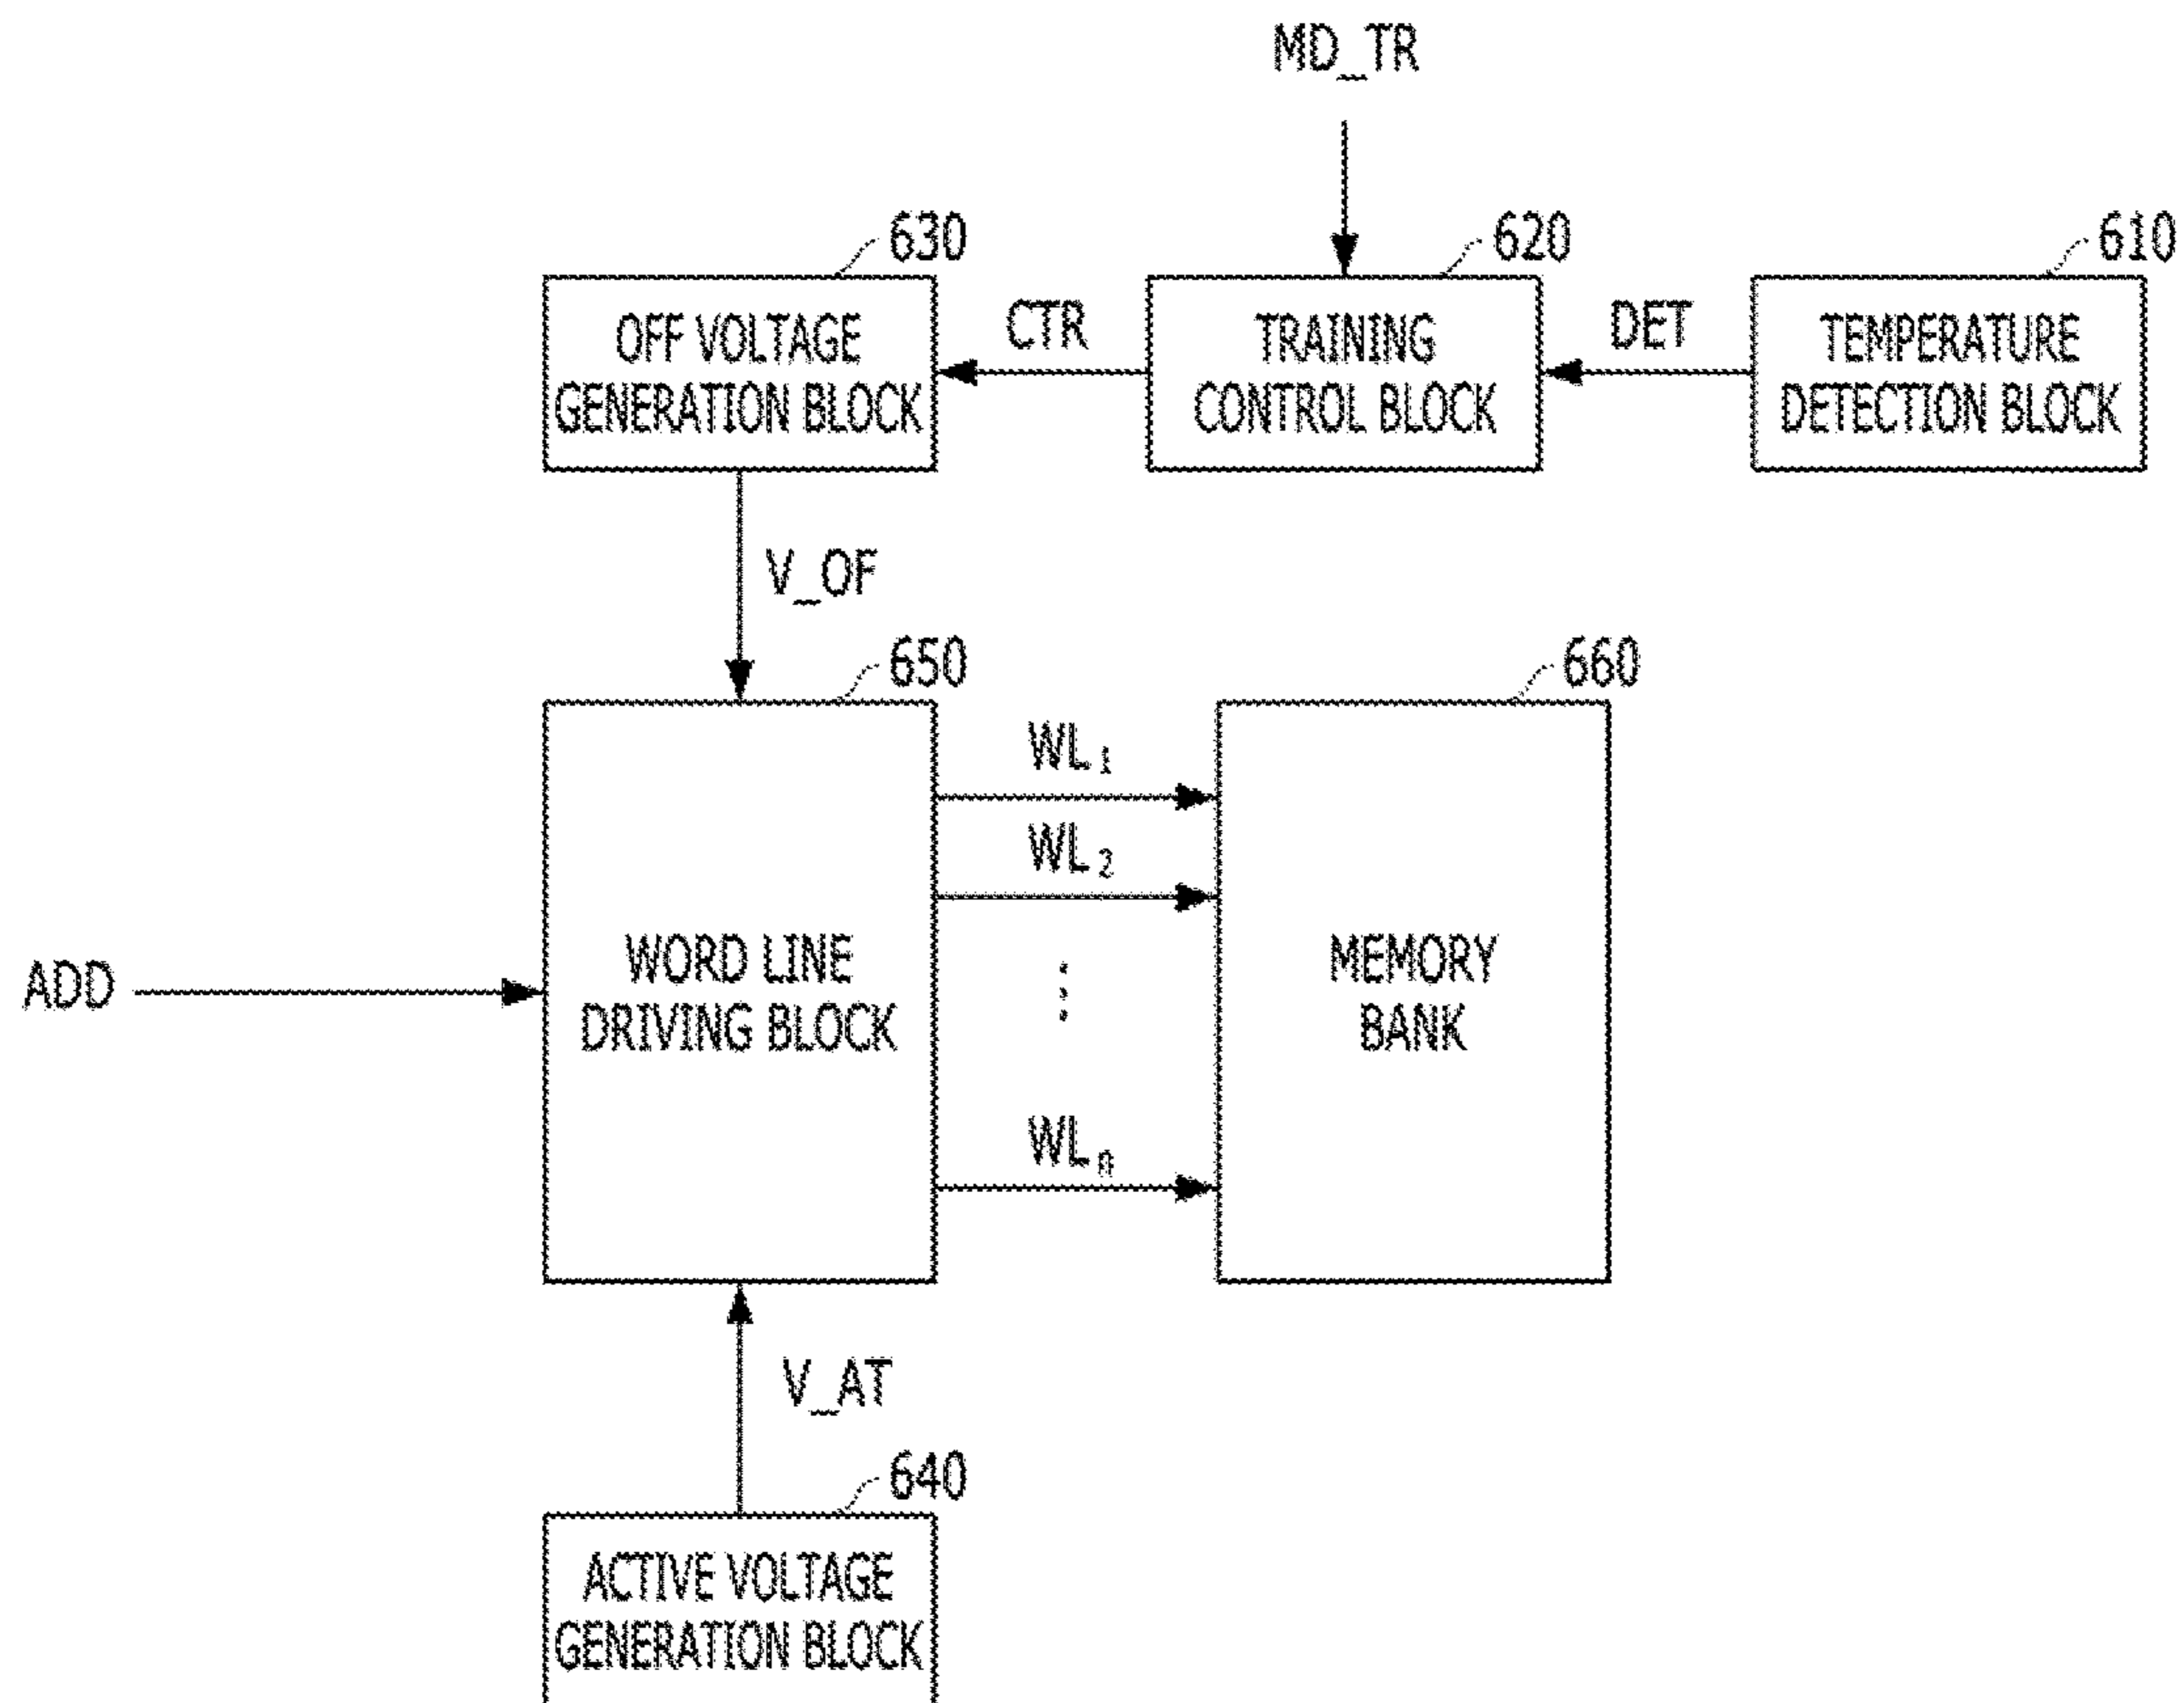 MD_TR
630
620
610
OFF VOLTAGE
GENERATION BLOCK
CTR
TRAINING
CONTROL BLOCK
DET
TEMPERATURE
DETECTION BLOCK
V_OF
650
660
WL1
WL2
ADD
WORD LINE
DRIVING BLOCK
⋮
MEMORY
BANK
WLn
V_AT
640
ACTIVE VOLTAGE
GENERATION BLOCK